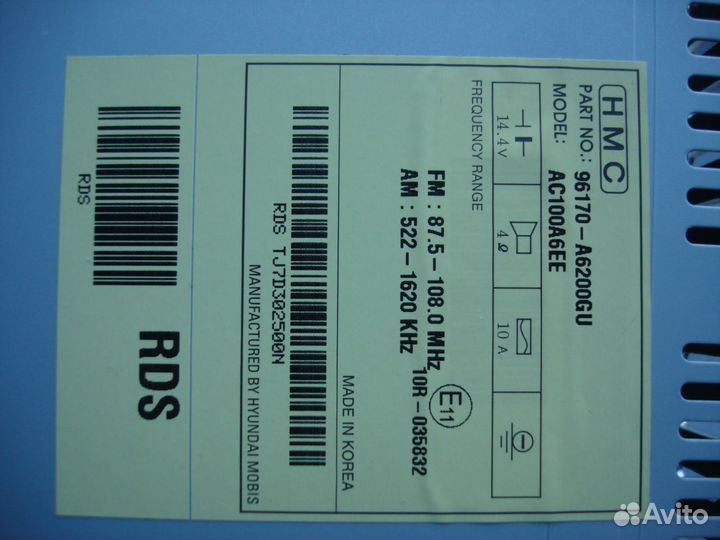 HMC
PART NO.: 96170-A6200GU
MODEL: AC100A6EE
14.4V 4Ω 10 A
FREQUENCY RANGE
FM : 87.5-108.0 MHz
AM : 522-1620 KHz
E11
10R-035832
MADE IN KOREA
RDS TJ7D302500N
MANUFACTURED BY HYUNDAI MOBIS
RDS
RDS
Avito